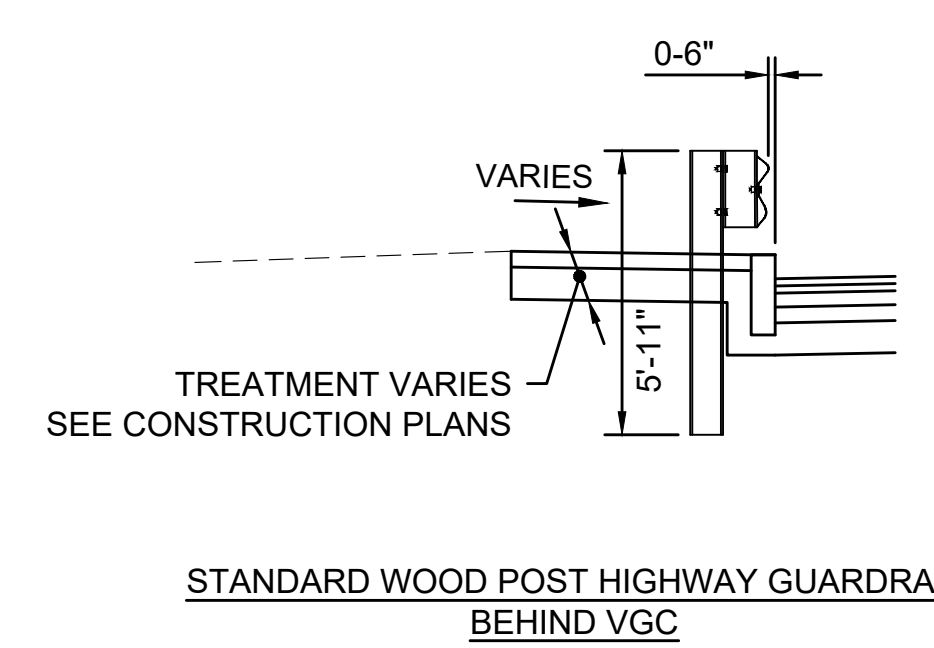 0-6"
VARIES
5'-11"
TREATMENT VARIES
SEE CONSTRUCTION PLANS
STANDARD WOOD POST HIGHWAY GUARDRA
BEHIND VGC